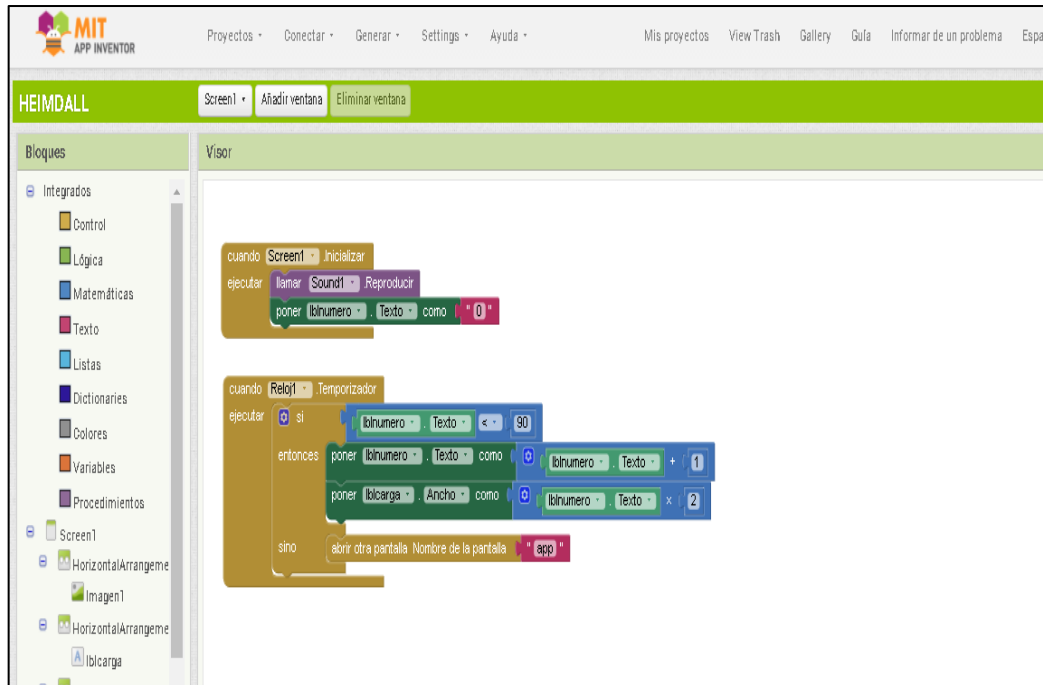 MIT
APP INVENTOR
Proyectos Conectar Generar Settings Ayuda Mis proyectos View Trash Gallery Guía Informar de un problema Espa
HEIMDALL
Screen1 Añadir ventana Eliminar ventana
Bloques
Visor
Integrados
Control
Lógica
Matemáticas
Texto
Listas
Dictionaries
Colores
Variables
Procedimientos
Screen1
HorizontalArrangeme
Imagen1
HorizontalArrangeme
lblcarga
cuando Screen1 .Inicializar
ejecutar llamar Sound1 .Reproducir
poner lblnumero . Texto como " 0 "
cuando Reloj1 .Temporizador
ejecutar si lblnumero . Texto < 90
entonces poner lblnumero . Texto como lblnumero . Texto + 1
poner lblcarga . Ancho como lblnumero . Texto × 2
sino abrir otra pantalla Nombre de la pantalla " app "